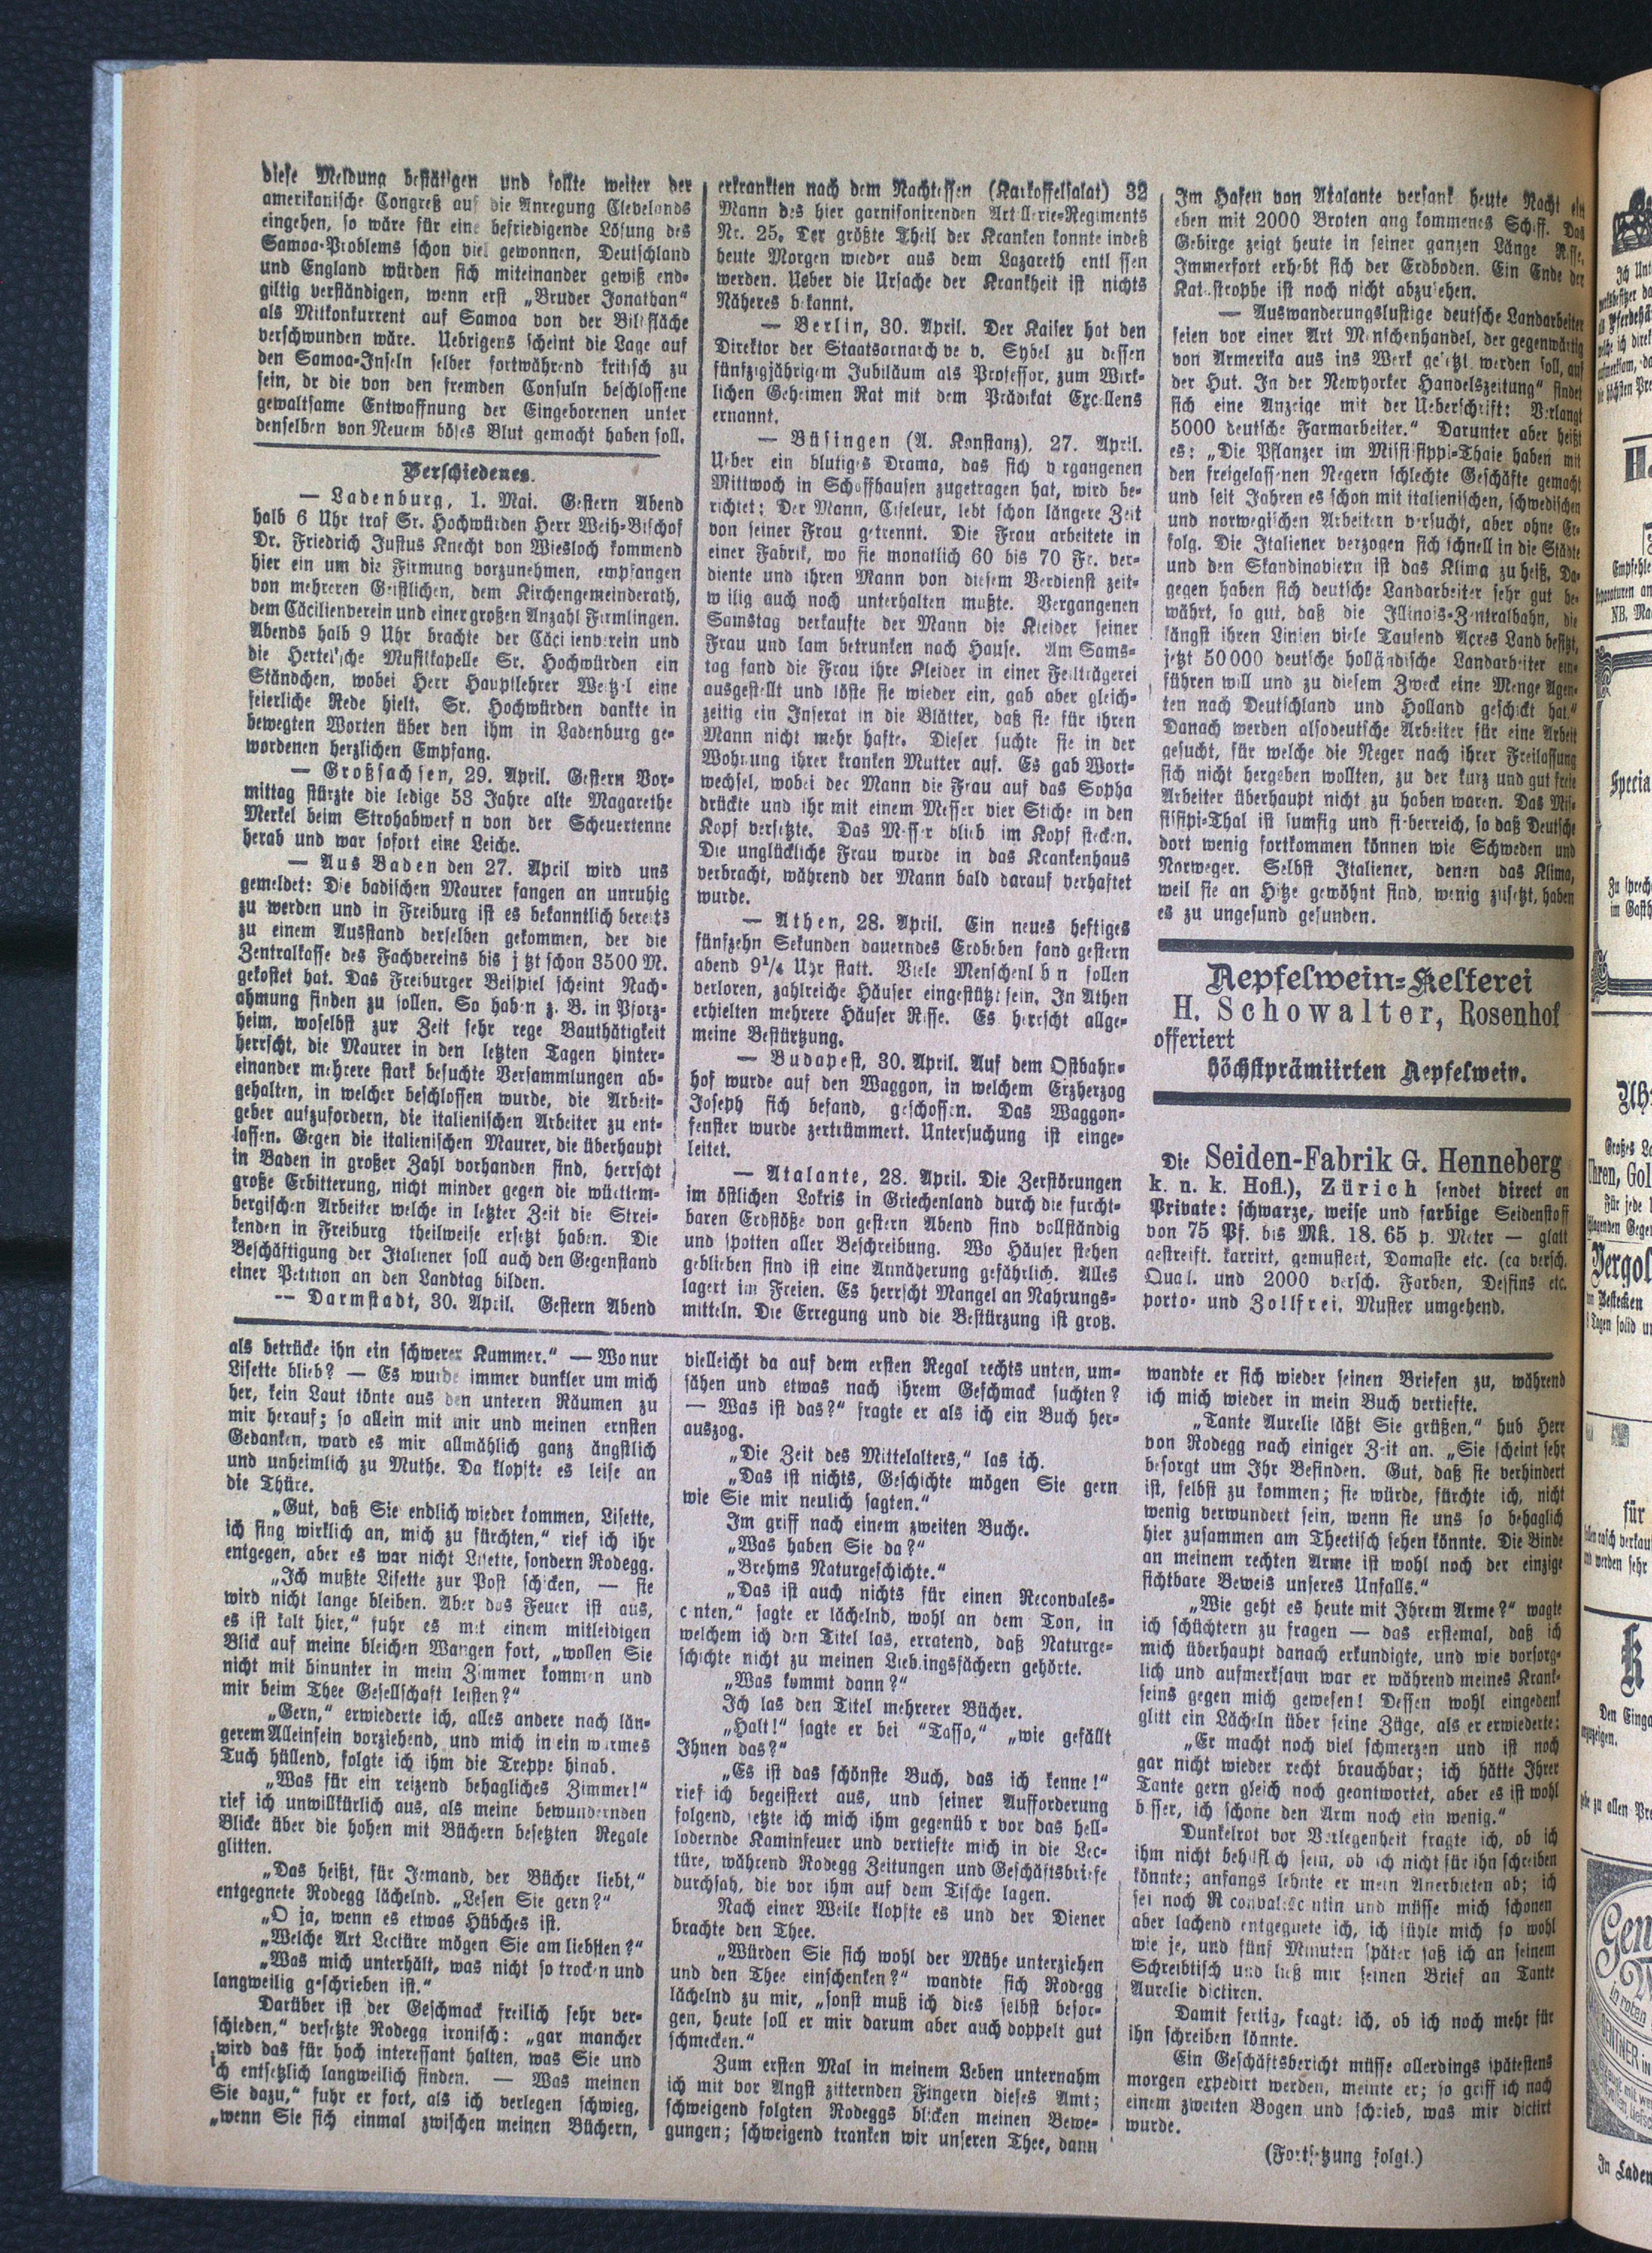 diese Meldung bestätigen und sollte weiter der
amerikanische Congreß auf die Anregung Clevelands
eingehen, so wäre für eine befriedigende Lösung des
Samoa-Problems schon viel gewonnen, Deutschland
und England würden sich miteinander gewiß end-
giltig verständigen, wenn erst „Bruder Jonathan“
als Mitkonkurrent auf Samoa von der Bildfläche
verschwunden wäre. Uebrigens scheint die Lage auf
den Samoa-Inseln selber fortwährend kritisch zu
sein, dr die von den fremden Consuln beschlossene
gewaltsame Entwaffnung der Eingeborenen unter
denselben von Neuem böses Blut gemacht haben soll.
Verschiedenes.
— Ladenburg, 1. Mai. Gestern Abend
halb 6 Uhr traf Sr. Hochwürden Herr Weih-Bischof
Dr. Friedrich Justus Knecht von Wiesloch kommend
hier ein um die Firmung vorzunehmen, empfangen
von mehreren Geistlichen, dem Kirchengemeinderath,
dem Cäcilienverein und einer großen Anzahl Firmlingen.
Abends halb 9 Uhr brachte der Cäcilienverein und
die Hertel'sche Musikkapelle Sr. Hochwürden ein
Ständchen, wobei Herr Hauptlehrer Wetzel eine
feierliche Rede hielt. Sr. Hochwürden dankte in
bewegten Worten über den ihm in Ladenburg ge-
wordenen herzlichen Empfang.
— Großsachsen, 29. April. Gestern Vor-
mittag stürzte die ledige 53 Jahre alte Magarethe
Merkel beim Strohabwerf n von der Scheuertenne
herab und war sofort eine Leiche.
— Aus Baden den 27. April wird uns
gemeldet: Die badischen Maurer fangen an unruhig
zu werden und in Freiburg ist es bekanntlich bereits
zu einem Ausstand derselben gekommen, der die
Zentralkasse des Fachvereins bis j tzt schon 3500 M.
gekostet hat. Das Freiburger Beispiel scheint Nach-
ahmung finden zu sollen. So haben z. B. in Pforz-
heim, woselbst zur Zeit sehr rege Bauthätigkeit
herrscht, die Maurer in den letzten Tagen hinter-
einander mehrere stark besuchte Versammlungen ab-
gehalten, in welcher beschlossen wurde, die Arbeit-
geber aufzufordern, die italienischen Arbeiter zu ent-
lassen. Gegen die italienischen Maurer, die überhaupt
in Baden in großer Zahl vorhanden sind, herrscht
große Erbitterung, nicht minder gegen die württem-
bergischen Arbeiter welche in letzter Zeit die Strei-
kenden in Freiburg theilweise ersetzt haben. Die
Beschäftigung der Italiener soll auch den Gegenstand
einer Petition an den Landtag bilden.
-- Darmstadt, 30. April. Gestern Abend
erkrankten nach dem Nachtessen (Kartoffelsalat) 32
Mann des hier garnisonirenden Artillerie-Regiments
Nr. 25. Der größte Theil der Kranken konnte indeß
heute Morgen wieder aus dem Lazareth entl ssen
werden. Ueber die Ursache der Krankheit ist nichts
Näheres bekannt.
— Berlin, 30. April. Der Kaiser hat den
Direktor der Staatsarnarch ve v. Sybel zu dessen
fünfzigjährigem Jubiläum als Professor, zum Wirk-
lichen Geheimen Rat mit dem Prädikat Excellens
ernannt.
— Büsingen (A. Konstanz), 27. April.
Ueber ein blutiges Drama, das sich v rgangenen
Mittwoch in Schaffhausen zugetragen hat, wird be-
richtet: Der Mann, Ciseleur, lebt schon längere Zeit
von seiner Frau getrennt. Die Frau arbeitete in
einer Fabrik, wo sie monatlich 60 bis 70 Fr. ver-
diente und ihren Mann von diesem Verdienst zeit-
w ilig auch noch unterhalten mußte. Vergangenen
Samstag verkaufte der Mann die Kleider seiner
Frau und kam betrunken nach Hause. Am Sams-
tag fand die Frau ihre Kleider in einer Feilträgerei
ausgestellt und löste sie wieder ein, gab aber gleich-
zeitig ein Inserat in die Blätter, daß sie für ihren
Mann nicht mehr hafte. Dieser suchte sie in der
Wohnung ihrer kranken Mutter auf. Es gab Wort-
wechsel, wobei der Mann die Frau auf das Sopha
drückte und ihr mit einem Messer vier Stiche in den
Kopf versetzte. Das Messer blieb im Kopf stecken.
Die unglückliche Frau wurde in das Krankenhaus
verbracht, während der Mann bald darauf verhaftet
wurde.
— Athen, 28. April. Ein neues heftiges
fünfzehn Sekunden dauerndes Erdbeben fand gestern
abend 9¼ Uhr statt. Viele Menschenl b n sollen
verloren, zahlreiche Häuser eingestützt sein. In Athen
erhielten mehrere Häuser Risse. Es herrscht allge-
meine Bestürtzung.
— Budapest, 30. April. Auf dem Ostbahn-
hof wurde auf den Waggon, in welchem Erzherzog
Joseph sich befand, geschossen. Das Waggon-
fenster wurde zertrümmert. Untersuchung ist einge-
leitet.
— Atalante, 28. April. Die Zerstörungen
im östlichen Lokris in Griechenland durch die furcht-
baren Erdstöße von gestern Abend sind vollständig
und spotten aller Beschreibung. Wo Häuser stehen
geblieben sind ist eine Annäherung gefährlich. Alles
lagert im Freien. Es herrscht Mangel an Nahrungs-
mitteln. Die Erregung und die Bestürzung ist groß.
Im Hafen von Atalante versank heute Nacht ein
eben mit 2000 Broten ang kommenes Schiff. Das
Gebirge zeigt heute in seiner ganzen Länge Risse,
Immerfort erhebt sich der Erdboden. Ein Ende der
Katastrophe ist noch nicht abzusehen.
— Auswanderungslustige deutsche Landarbeiter
seien vor einer Art Menschenhandel, der gegenwärtig
von Armerika aus ins Werk gesetzt werden soll, auf
der Hut. In der Newyorker Handelszeitung“ findet
sich eine Anzeige mit der Ueberschrift: Verlangt
5000 deutsche Farmarbeiter.“ Darunter aber heißt
es: „Die Pflanzer im Missisippi-Thale haben mit
den freigelassenen Negern schlechte Geschäfte gemacht
und seit Jahren es schon mit italienischen, schwedischen
und norwegischen Arbeitern versucht, aber ohne Er-
folg. Die Italiener verzogen sich schnell in die Städte
und den Skandinaviern ist das Klima zu heiß. Da-
gegen haben sich deutsche Landarbeiter sehr gut be-
währt, so gut, daß die Illinois-Zentralbahn, die
längst ihren Linien viele Tausend Acres Land besitzt,
jetzt 50000 deutsche holländische Landarbeiter ein-
führen will und zu diesem Zweck eine Menge Agen-
ten nach Deutschland und Holland geschickt hat.“
Danach werden alsodeutsche Arbeiter für eine Arbeit
gesucht, für welche die Neger nach ihrer Freilassung
sich nicht hergeben wollten, zu der kurz und gut freie
Arbeiter überhaupt nicht zu haben waren. Das Mis-
sisipi-Thal ist sumfig und fieberreich, so daß Deutsche
dort wenig fortkommen können wie Schweden und
Norweger. Selbst Italiener, denen das Klima,
weil sie an Hitze gewöhnt sind, wenig zusetzt, haben
es zu ungesund gefunden.
Aepfelwein-Kelterei
H. Schowalter, Rosenhof
offeriert
höchstprämiirten Aepfelwein.
Die Seiden-Fabrik G. Henneberg
k. n. k. Hofl.), Zürich sendet direct an
Private: schwarze, weiße und farbige Seidenstoff
von 75 Pf. bis Mk. 18. 65 p. Meter — glatt
gestreift. karrirt, gemustert, Damaste etc. (ca versch.
Qual. und 2000 versch. Farben, Dessins etc.
porto- und Zollfrei. Muster umgehend.
als betrücke ihn ein schwerer Kummer.“ — Wo nur
Lisette blieb? — Es wurde immer dunkler um mich
her, kein Laut tönte aus den unteren Räumen zu
mir herauf; so allein mit mir und meinen ernsten
Gedanken, ward es mir allmählich ganz ängstlich
und unheimlich zu Muthe. Da klopfte es leise an
die Thüre.
„Gut, daß Sie endlich wieder kommen, Lisette,
ich fing wirklich an, mich zu fürchten,“ rief ich ihr
entgegen, aber es war nicht Lisette, sondern Rodegg.
„Ich mußte Lisette zur Post schicken, — sie
wird nicht lange bleiben. Aber das Feuer ist aus,
es ist kalt hier,“ fuhr es mit einem mitleidigen
Blick auf meine bleichen Wangen fort, „wollen Sie
nicht mit hinunter in mein Zimmer kommen und
mir beim Thee Gesellschaft leisten?“
„Gern,“ erwiederte ich, alles andere nach län-
gerem Alleinsein vorziehend, und mich in ein warmes
Tuch hüllend, folgte ich ihm die Treppe hinab.
„Was für ein reizend behagliches Zimmer!“
rief ich unwillkürlich aus, als meine bewundernden
Blicke über die hohen mit Büchern besetzten Regale
glitten.
„Das heißt, für Jemand, der Bücher liebt,“
entgegnete Rodegg lächelnd. „Lesen Sie gern?“
„O ja, wenn es etwas Hübches ist.
„Welche Art Lectüre mögen Sie am liebsten?“
„Was mich unterhält, was nicht so trocken und
langweilig geschrieben ist.“
Darüber ist der Geschmack freilich sehr ver-
schieden,“ versetzte Rodegg ironisch: „gar mancher
wird das für hoch interessant halten, was Sie und
ich entsetzlich langweilich finden. — Was meinen
Sie dazu,“ fuhr er fort, als ich verlegen schwieg,
„wenn Sie sich einmal zwischen meinen Büchern,
vielleicht da auf dem ersten Regal rechts unten, um-
sähen und etwas nach ihrem Geschmack suchten?
— Was ist das?“ fragte er als ich ein Buch her-
auszog.
„Die Zeit des Mittelalters,“ las ich.
„Das ist nichts, Geschichte mögen Sie gern
wie Sie mir neulich sagten.“
Im griff nach einem zweiten Buche.
„Was haben Sie da?“
„Brehms Naturgeschichte.“
„Das ist auch nichts für einen Reconvales-
c nten,“ sagte er lächelnd, wohl an dem Ton, in
welchem ich den Titel las, erratend, daß Naturge-
schichte nicht zu meinen Lieblingsfächern gehörte.
„Was kommt dann?“
Ich las den Titel mehrerer Bücher.
„Halt!“ sagte er bei “Tasso,“ „wie gefällt
Ihnen das?“
„Es ist das schönste Buch, das ich kenne!“
rief ich begeistert aus, und seiner Aufforderung
folgend, setzte ich mich ihm gegenüb r vor das hell-
lodernde Kaminfeuer und vertiefte mich in die Lec-
türe, während Rodegg Zeitungen und Geschäftsbriefe
durchsah, die vor ihm auf dem Tische lagen.
Nach einer Weile klopfte es und der Diener
brachte den Thee.
„Würden Sie sich wohl der Mühe unterziehen
und den Thee einschenken?“ wandte sich Rodegg
lächelnd zu mir, „sonst muß ich dies selbst besor-
gen, heute soll er mir darum aber auch doppelt gut
schmecken.“
Zum ersten Mal in meinem Leben unternahm
ich mit vor Angst zitternden Fingern dieses Amt;
schweigend folgten Rodeggs blicken meinen Bewe-
gungen; schweigend tranken wir unseren Thee, dann
wandte er sich wieder seinen Briefen zu, während
ich mich wieder in mein Buch vertiefte.
„Tante Aurelie läßt Sie grüßen,“ hub Herr
von Rodegg nach einiger Zeit an. „Sie scheint sehr
besorgt um Ihr Befinden. Gut, daß sie verhindert
ist, selbst zu kommen; sie würde, fürchte ich, nicht
wenig verwundert sein, wenn sie uns so behaglich
hier zusammen am Theetisch sehen könnte. Die Binde
an meinem rechten Arme ist wohl noch der einzige
sichtbare Beweis unseres Unfalls.“
„Wie geht es heute mit Ihrem Arme?“ wagte
ich schüchtern zu fragen — das erstemal, daß ich
mich überhaupt danach erkundigte, und wie vorsorg-
lich und aufmerksam war er während meines Krank-
seins gegen mich gewesen! Dessen wohl eingedenk
glitt ein Lächeln über seine Züge, als er erwiederte:
„Er macht noch viel schmerzen und ist noch
gar nicht wieder recht brauchbar; ich hätte Ihrer
Tante gern gleich noch geantwortet, aber es ist wohl
besser, ich schone den Arm noch ein wenig.“
Dunkelrot vor Verlegenheit fragte ich, ob ich
ihm nicht behilflich sein, ob ich nicht für ihn schreiben
könnte; anfangs lehnte er mein Anerbieten ab; ich
sei noch R convalescentin und müsse mich schonen
aber lachend entgegnete ich, ich fühle mich so wohl
wie je, und fünf Minuten später saß ich an seinem
Schreibtisch und ließ mir seinen Brief an Tante
Aurelie dictiren.
Damit fertig, fragte ich, ob ich noch mehr für
ihn schreiben könnte.
Ein Geschäftsbericht müsse allerdings spätestens
morgen expedirt werden, meinte er; so griff ich nach
einem zweiten Bogen und schrieb, was mir dictirt
wurde.
(Fortsetzung folgt.)